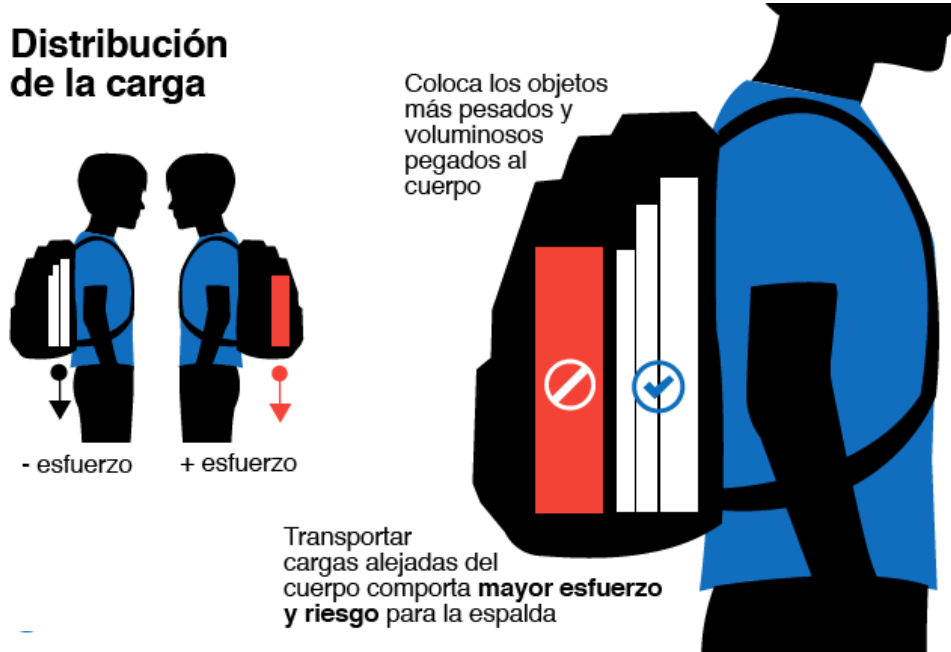 Distribución
de la carga
Coloca los objetos
más pesados y
voluminosos
pegados al
cuerpo
- esfuerzo
+ esfuerzo
Transportar
cargas alejadas del
cuerpo comporta mayor esfuerzo
y riesgo para la espalda